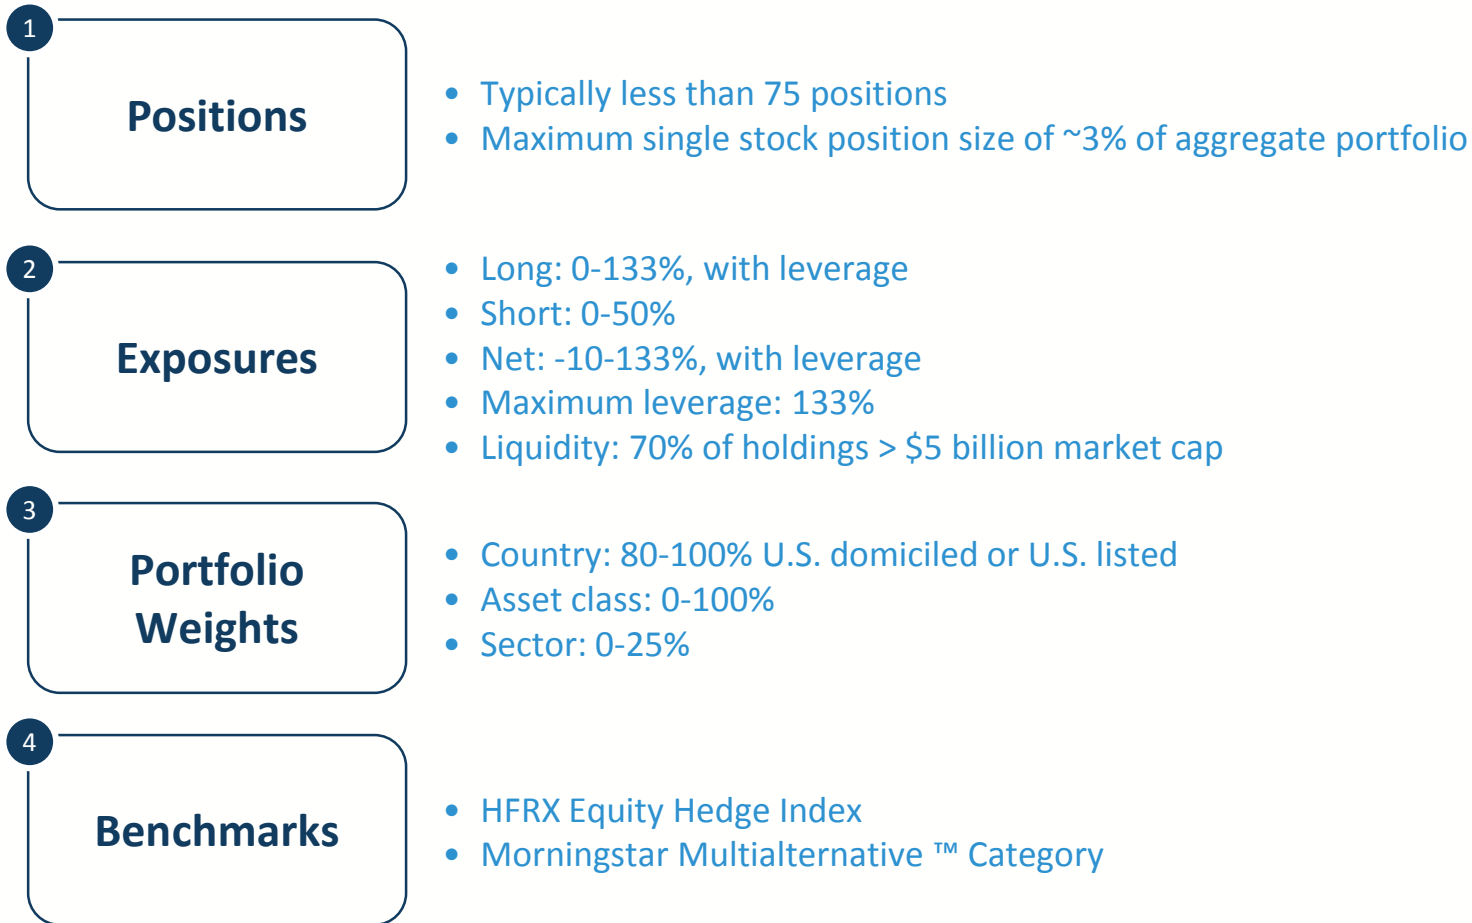 1
Positions
• Typically less than 75 positions
• Maximum single stock position size of ~3% of aggregate portfolio
2
Exposures
• Long: 0-133%, with leverage
• Short: 0-50%
• Net: -10-133%, with leverage
• Maximum leverage: 133%
• Liquidity: 70% of holdings > $5 billion market cap
3
Portfolio
Weights
• Country: 80-100% U.S. domiciled or U.S. listed
• Asset class: 0-100%
• Sector: 0-25%
4
Benchmarks
• HFRX Equity Hedge Index
• Morningstar Multialternative ™ Category